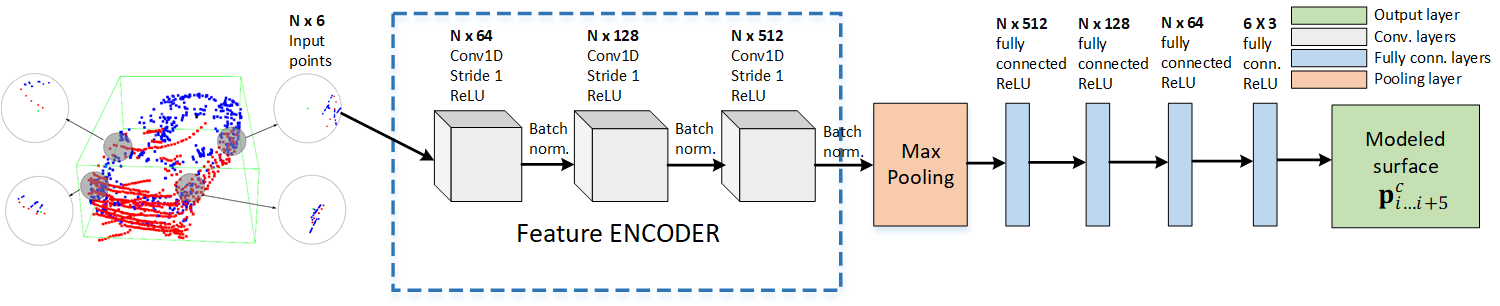 N x 6
Input
points
N x 64
Conv1D
Stride 1
ReLU
N x 128
Conv1D
Stride 1
ReLU
N x 512
Conv1D
Stride 1
ReLU
Batch
norm.
Batch
norm.
Batch
norm.
Feature ENCODER
Max
Pooling
N x 512
fully
connected
ReLU
N x 128
fully
connected
ReLU
N x 64
fully
connected
ReLU
6 X 3
fully
conn.
ReLU
Output layer
Conv. layers
Fully conn. layers
Pooling layer
Modeled
surface
p^c_{i…i+5}